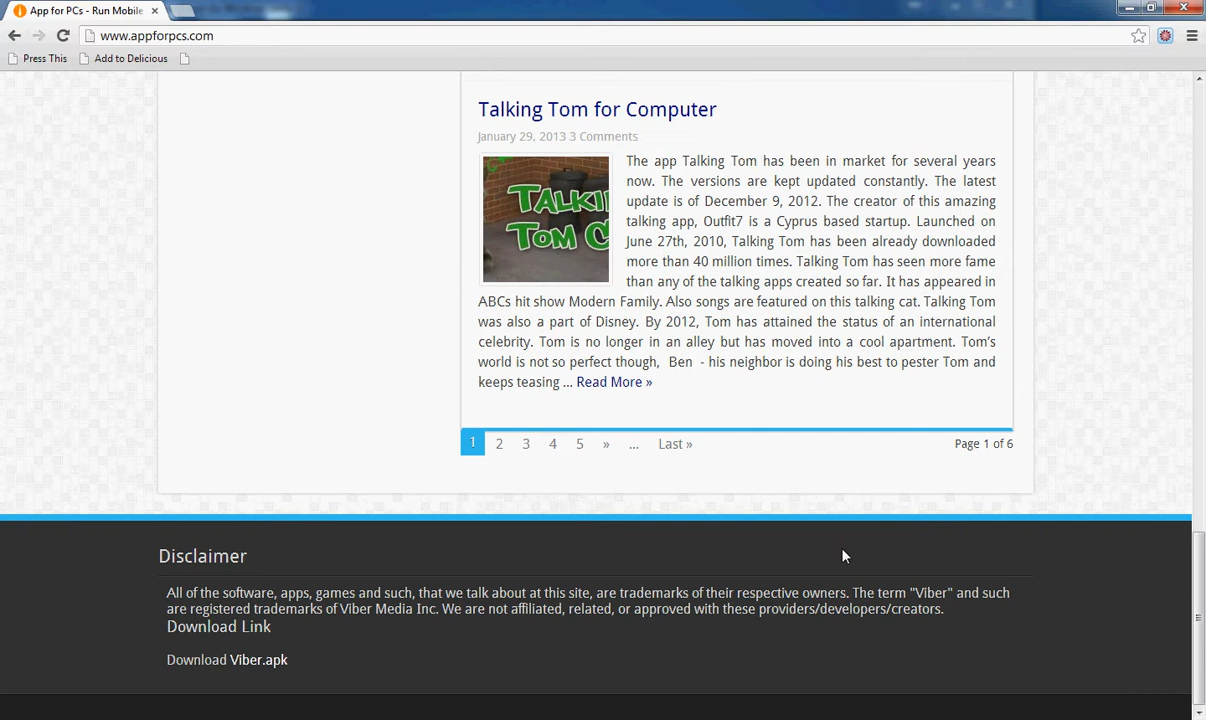 App for PCs - Run Mobile
www.appforpcs.com
Press This
Add to Delicious
Talking Tom for Computer
January 29, 2013 3 Comments
The app Talking Tom has been in market for several years
now. The versions are kept updated constantly. The latest
update is of December 9, 2012. The creator of this amazing
talking app, Outfit7 is a Cyprus based startup. Launched on
June 27th, 2010, Talking Tom has been already downloaded
more than 40 million times. Talking Tom has seen more fame
than any of the talking apps created so far. It has appeared in
ABCs hit show Modern Family. Also songs are featured on this talking cat. Talking Tom
was also a part of Disney. By 2012, Tom has attained the status of an international
celebrity. Tom is no longer in an alley but has moved into a cool apartment. Tom's
world is not so perfect though, Ben - his neighbor is doing his best to pester Tom and
keeps teasing ... Read More »
TALKI
TOM C
1 2 3 4 5 » ... Last »
Page 1 of 6
Disclaimer
All of the software, apps, games and such, that we talk about at this site, are trademarks of their respective owners. The term "Viber" and such
are registered trademarks of Viber Media Inc. We are not affiliated, related, or approved with these providers/developers/creators.
Download Link
Download Viber.apk